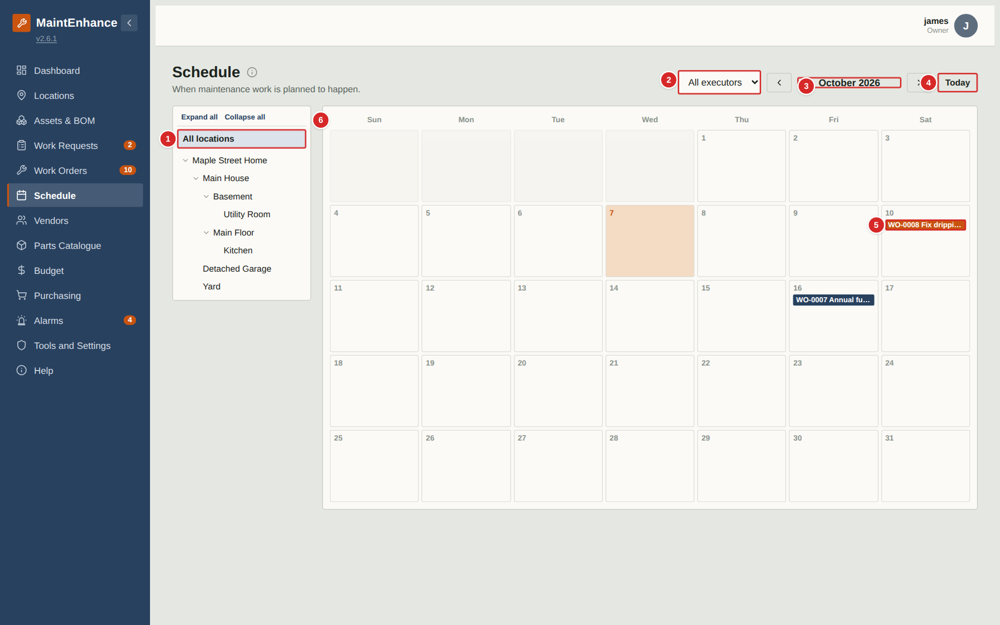 MaintEnhance
v2.6.1
Dashboard
Locations
Assets & BOM
Work Requests 2
Work Orders 10
Schedule
Vendors
Parts Catalogue
Budget
Purchasing
Alarms 4
Tools and Settings
Help
james
Owner
J
Schedule
When maintenance work is planned to happen.
2 All executors
3 October 2026
4 Today
Expand all Collapse all
1 All locations
Maple Street Home
Main House
Basement
Utility Room
Main Floor
Kitchen
Detached Garage
Yard
6 Sun Mon Tue Wed Thu Fri Sat
1 2 3
4 5 6 7 8 9 10
5 WO-0008 Fix drippi...
11 12 13 14 15 16 17
WO-0007 Annual fu...
18 19 20 21 22 23 24
25 26 27 28 29 30 31